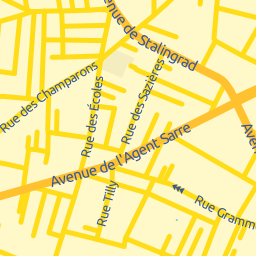 Avenue de Stalingrad
Rue des Champarons
Rue des Écoles
Rue des Sazières
Avenue de l'Agent Sarre
Rue Tilly
Rue Gramm
Ave